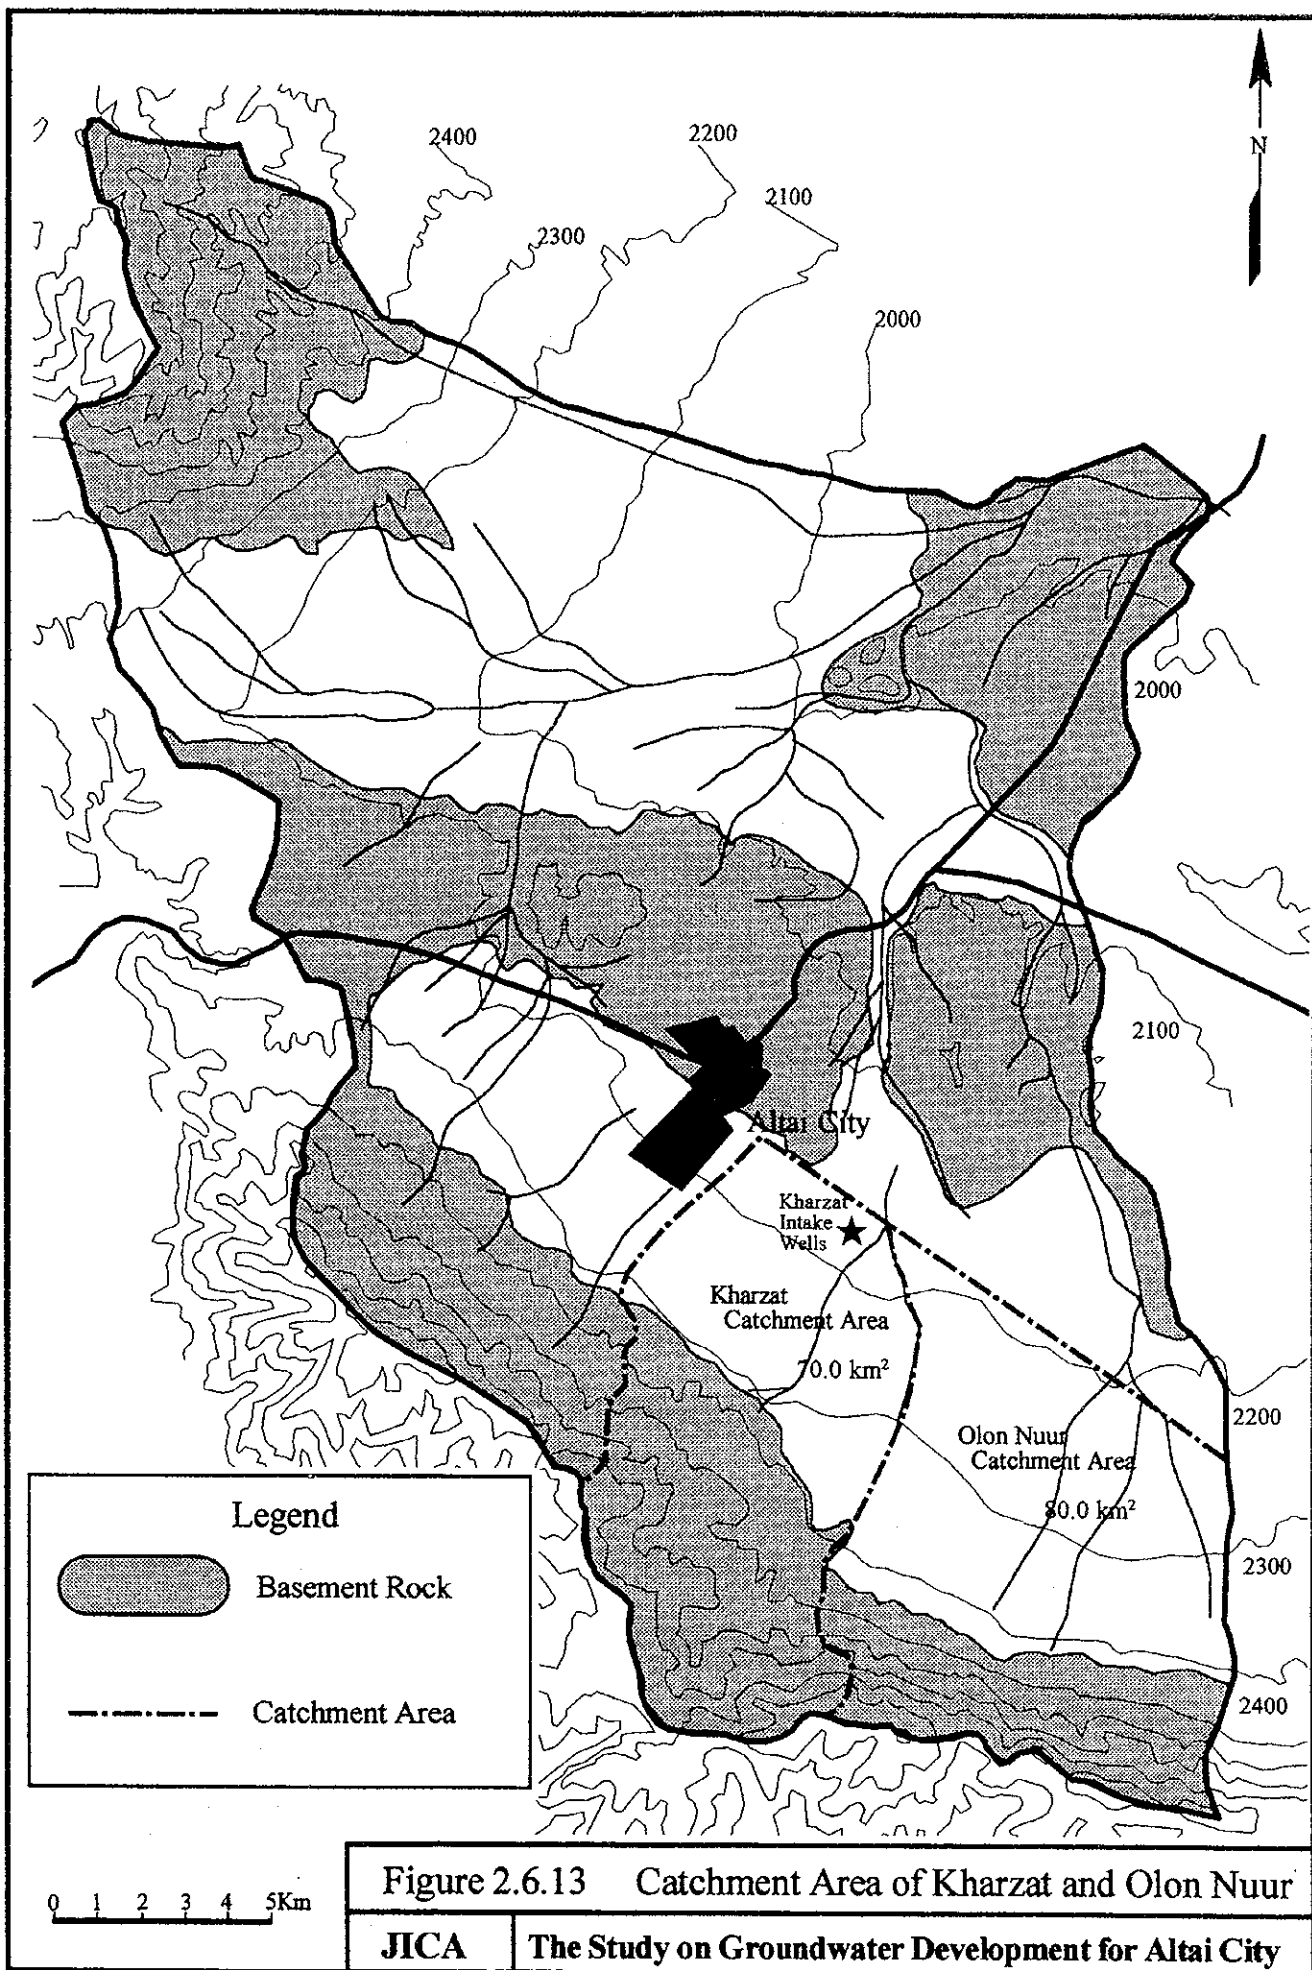 N
2400
2200
2100
2300
2000
2000
2100
Altai City
Kharzat
Intake
Wells
Kharzat
Catchment Area
70.0 km²
2200
Olon Nuur
Catchment Area
80.0 km²
2300
2400
Legend
Basement Rock
Catchment Area
0 1 2 3 4 5Km
Figure 2.6.13 Catchment Area of Kharzat and Olon Nuur
JICA The Study on Groundwater Development for Altai City